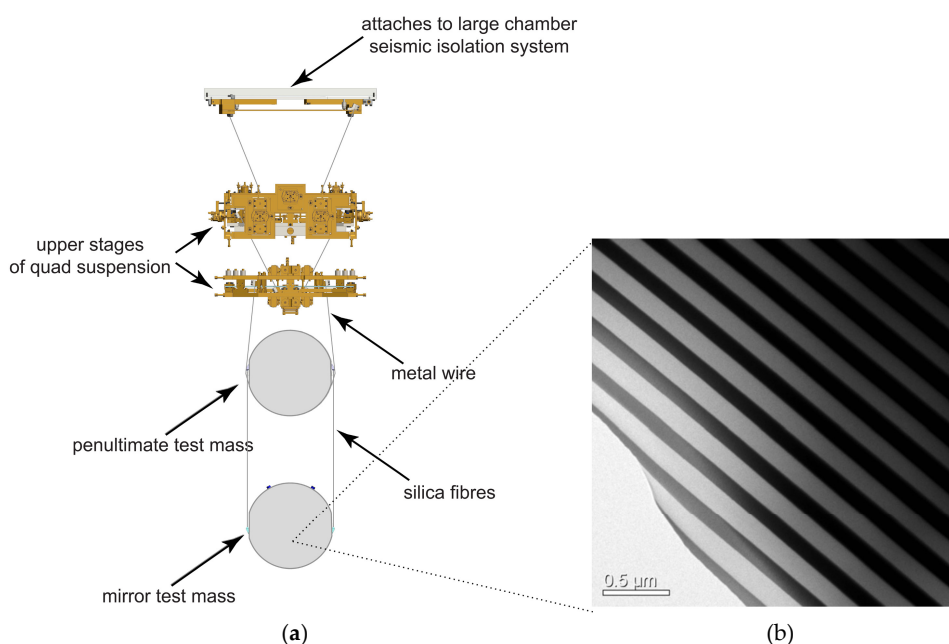 attaches to large chamber
seismic isolation system
upper stages
of quad suspension
metal wire
penultimate test mass
silica fibres
mirror test mass
0.5 µm
(a)
(b)